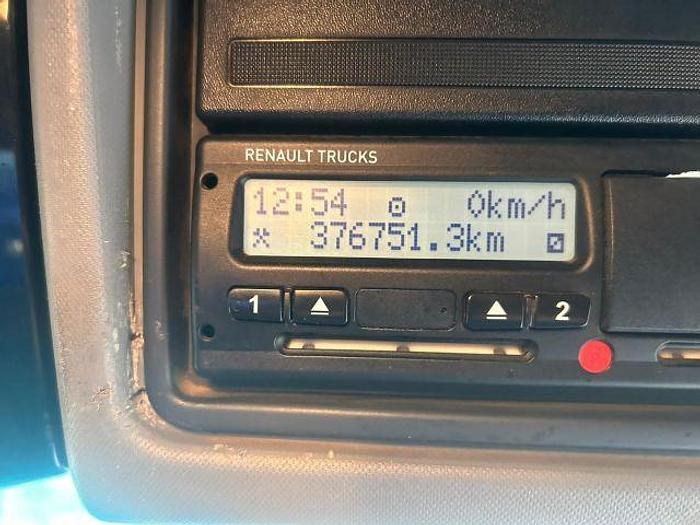 RENAULT TRUCKS
12:54 0km/h
376751.3km
1 2